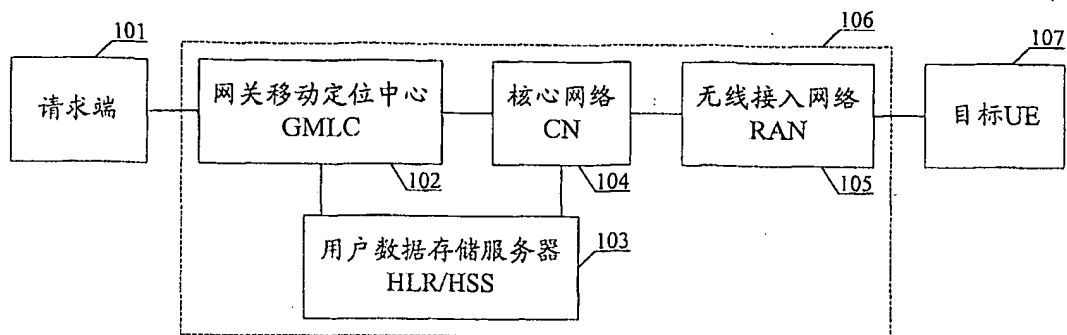 101
106
107
请求端
网关移动定位中心
GMLC
核心网络
CN
无线接入网络
RAN
目标UE
102
104
105
用户数据存储服务器
HLR/HSS
103